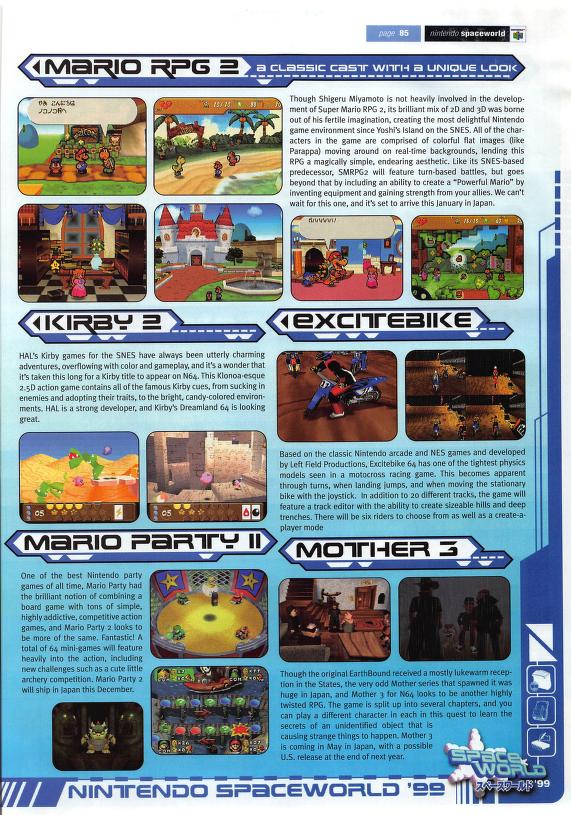 page 85
nintendo spaceworld
MARIO RPG 2 a classic cast with a unique look
Though Shigeru Miyamoto is not heavily involved in the develop-
ment of Super Mario RPG 2, its brilliant mix of 2D and 3D was borne
out of his fertile imagination, creating the most delightful Nintendo
game environment since Yoshi's Island on the SNES. All of the char-
acters in the game are comprised of colorful flat images (like
Parappa) moving around on real-time backgrounds, lending this
RPG a magically simple, endearing aesthetic. Like its SNES-based
predecessor, SMRPG2 will feature turn-based battles, but goes
beyond that by including an ability to create a "Powerful Mario" by
inventing equipment and gaining strength from your allies. We can't
wait for this one, and it's set to arrive this January in Japan.
KIRBY 2
HAL's Kirby games for the SNES have always been utterly charming
adventures, overflowing with color and gameplay, and it's a wonder that
it's taken this long for a Kirby title to appear on N64. This Klonoa-esque
2.5D action game contains all of the famous Kirby cues, from sucking in
enemies and adopting their traits, to the bright, candy-colored environ-
ments. HAL is a strong developer, and Kirby's Dreamland 64 is looking
great.
05
05
EXCITEBIKE
Based on the classic Nintendo arcade and NES games and developed
by Left Field Productions, Excitebike 64 has one of the tightest physics
models seen in a motocross racing game. This becomes apparent
through turns, when landing jumps, and when moving the stationary
bike with the joystick. In addition to 20 different tracks, the game will
feature a track editor with the ability to create sizeable hills and deep
trenches. There will be six riders to choose from as well as a create-a-
player mode
MARIO PARTY II
One of the best Nintendo party
games of all time, Mario Party had
the brilliant notion of combining a
board game with tons of simple,
highly addictive, competitive action
games, and Mario Party 2 looks to
be more of the same. Fantastic! A
total of 64 mini-games will feature
heavily into the action, including
new challenges such as a cute little
archery competition. Mario Party 2
will ship in Japan this December.
MOTHER 3
Though the original EarthBound received a mostly lukewarm recep-
tion in the States, the very odd Mother series that spawned it was
huge in Japan, and Mother 3 for N64 looks to be another highly
twisted RPG. The game is split up into several chapters, and you
can play a different character in each in this quest to learn the
secrets of an unidentified object that is
causing strange things to happen. Mother 3
is coming in May in Japan, with a possible
U.S. release at the end of next year.
SPACE
WORLD
スペースワールド '99
NINTENDO SPACEWORLD '99